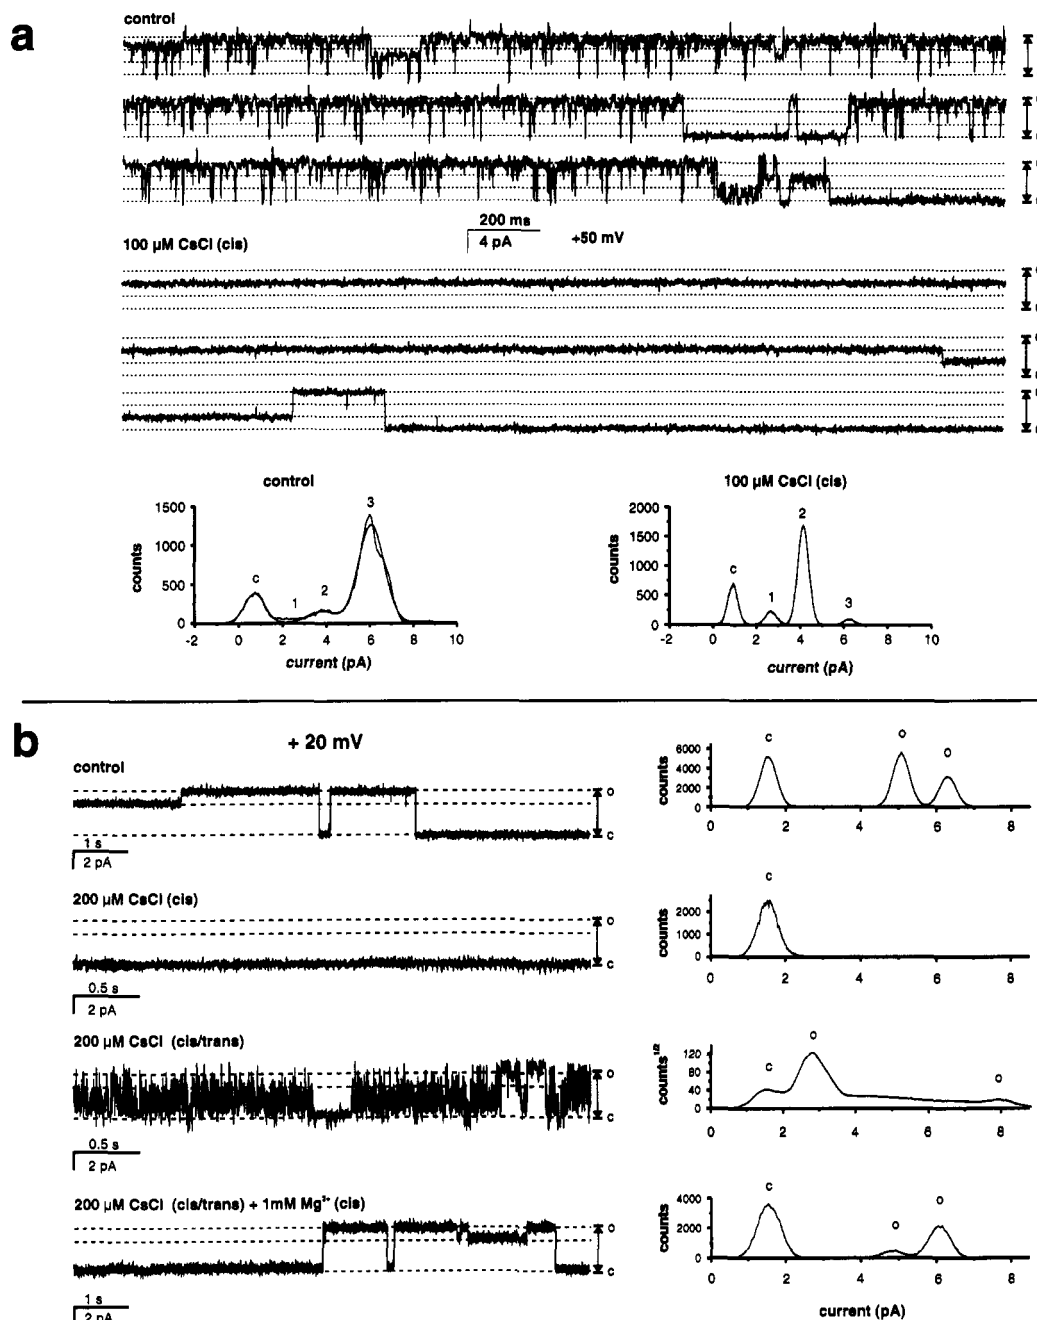 a
control
200 ms
4 pA
+50 mV
100 µM CsCl (cis)
control
1500
1000
500
0
counts
c
1
2
3
-2 0 2 4 6 8 10
current (pA)
100 µM CsCl (cis)
2000
1500
1000
500
0
counts
c
1
2
3
-2 0 2 4 6 8 10
current (pA)
b
+ 20 mV
control
o
c
1 s
2 pA
6000
4000
2000
0
counts
c
o
o
0 2 4 6 8
200 µM CsCl (cis)
o
c
0.5 s
2 pA
2000
1000
0
counts
c
0 2 4 6 8
200 µM CsCl (cis/trans)
o
c
0.5 s
2 pA
120
80
40
0
counts1/2
c
o
o
0 2 4 6 8
200 µM CsCl (cis/trans) + 1mM Mg2+ (cis)
o
c
1 s
2 pA
4000
2000
0
counts
c
o
o
0 2 4 6 8
current (pA)